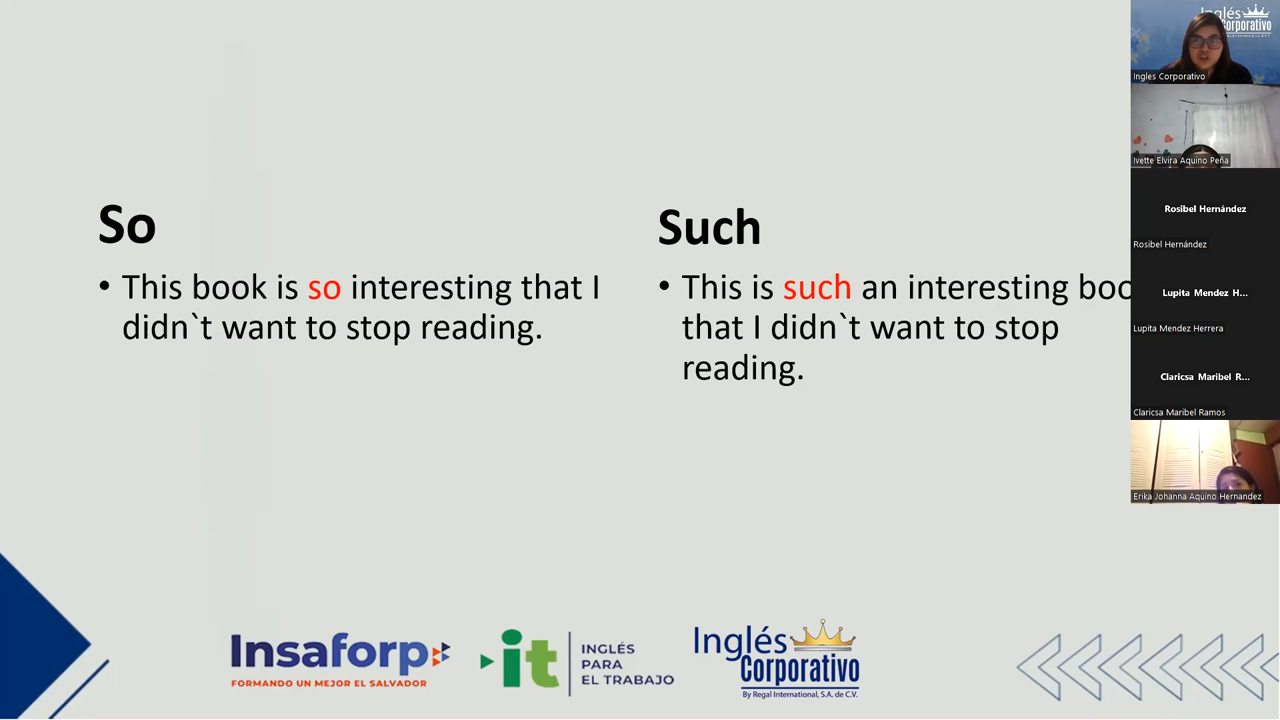 So
• This book is so interesting that I
didn`t want to stop reading.
Such
• This is such an interesting boo
that I didn`t want to stop
reading.
Inglés
Corporativo
Ingles Corporativo
Ivette Elvira Aquino Peña
Rosibel Hernández
Rosibel Hernández
Lupita Mendez H...
Lupita Mendez Herrera
Claricsa Maribel R...
Claricsa Maribel Ramos
Erika Johanna Aquino Hernandez
Insaforp
FORMANDO UN MEJOR EL SALVADOR
it
INGLÉS
PARA
EL TRABAJO
Inglés
Corporativo
By Regal International, S.A. de C.V.